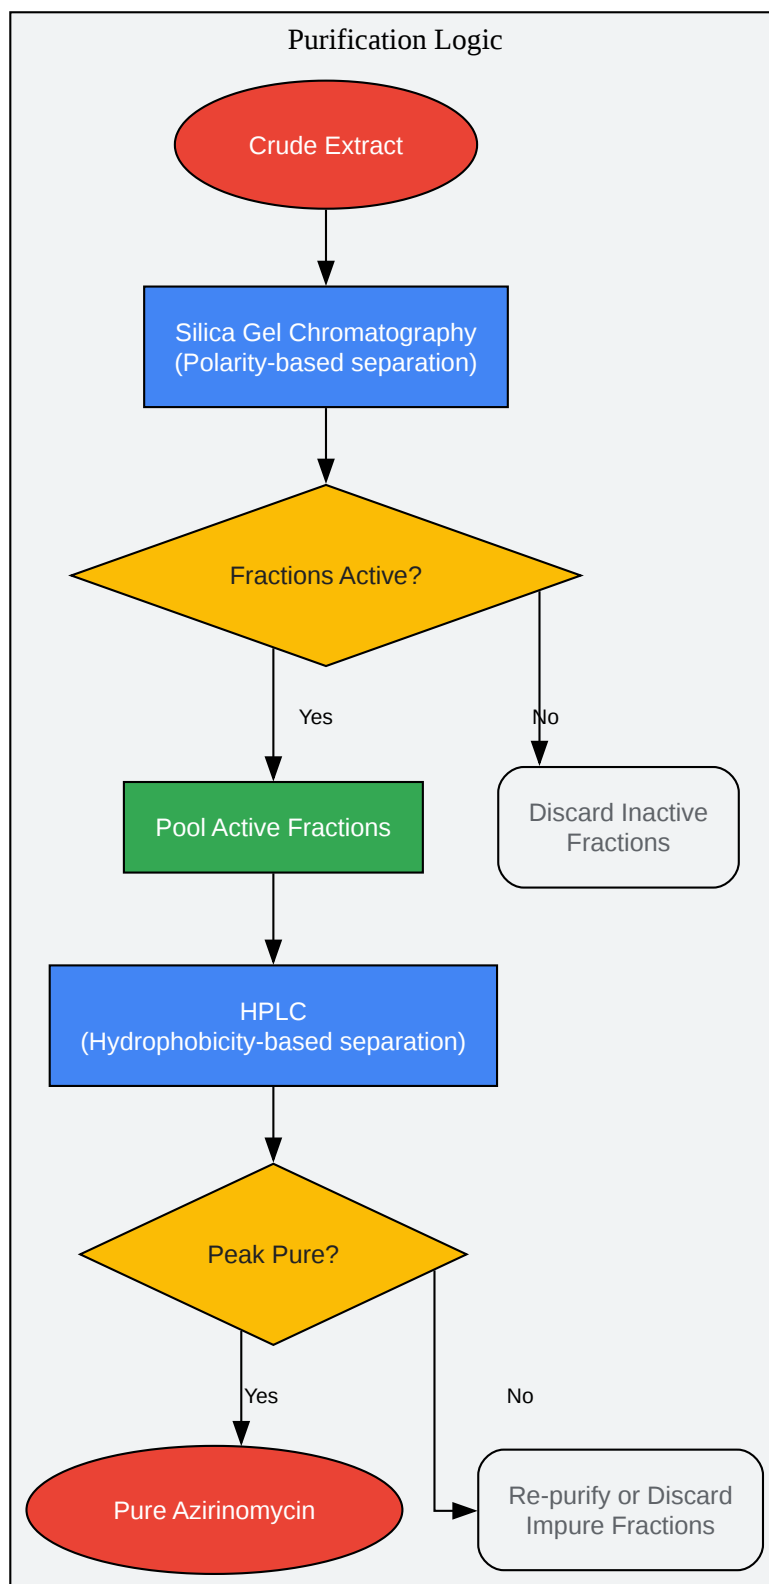 Purification Logic
Crude Extract
Silica Gel Chromatography
(Polarity-based separation)
Fractions Active?
Yes
No
Pool Active Fractions
Discard Inactive
Fractions
HPLC
(Hydrophobicity-based separation)
Peak Pure?
Yes
No
Pure Azirinomycin
Re-purify or Discard
Impure Fractions